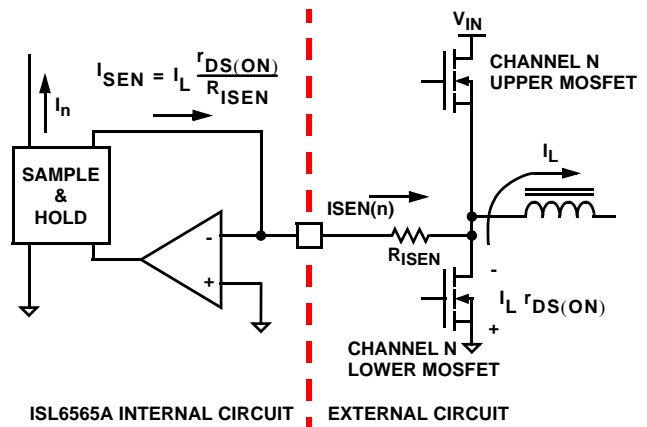 V_IN
CHANNEL N
UPPER MOSFET
I_SEN = I_L r_DS(ON) / R_ISEN
I_n
SAMPLE
&
HOLD
I_L
ISEN(n)
-
+
R_ISEN
-
I_L r_DS(ON)
+
CHANNEL N
LOWER MOSFET
ISL6565A INTERNAL CIRCUIT
EXTERNAL CIRCUIT